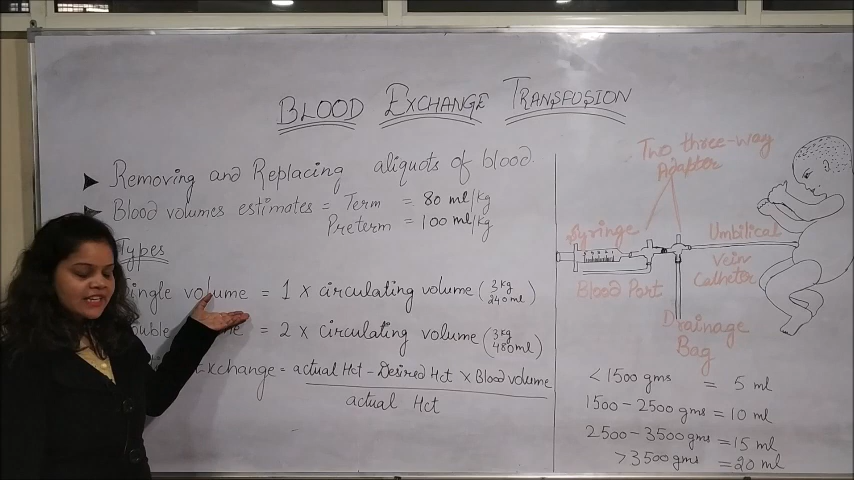 BLOOD EXCHANGE TRANSFUSION
Removing and Replacing aliquots of blood.
Blood volumes estimates = Term = 80 ml/kg
Preterm = 100 ml/kg
Types
Single volume = 1 x circulating volume (3kg 240ml)
= 2 x circulating volume (3kg 480ml)
= actual Hct - Desired Hct x Blood volume
actual Hct
Two three-way
Adapter
Syringe
Umbilical
Vein
Catheter
Blood Port
Drainage
Bag
<1500 gms = 5 ml
1500 - 2500 gms = 10 ml
2500 - 3500 gms = 15 ml
>3500 gms = 20 ml